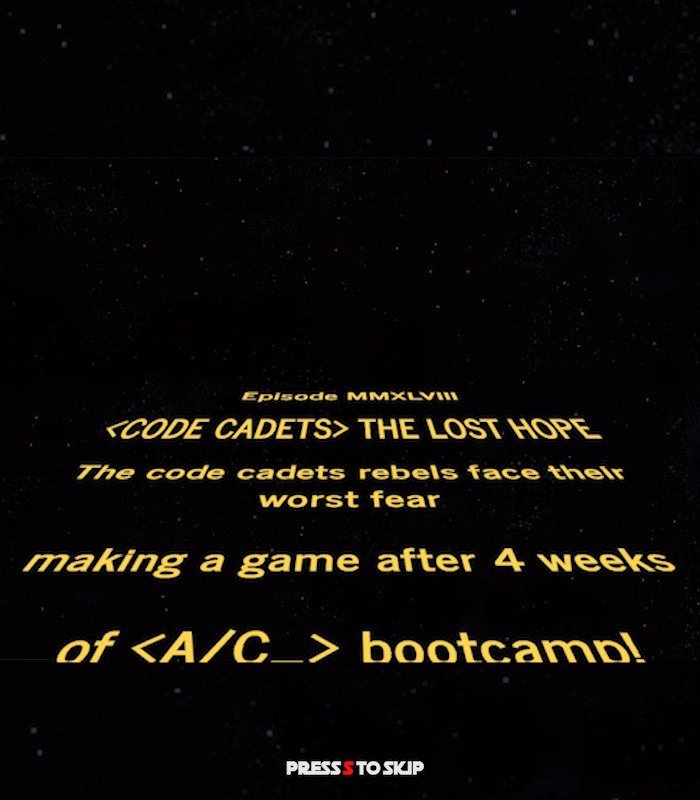 Episode MMXLVIII
<CODE CADETS> THE LOST HOPE
The code cadets rebels face their
worst fear
making a game after 4 weeks
of <A/C_> bootcamp!
PRESS S TO SKIP